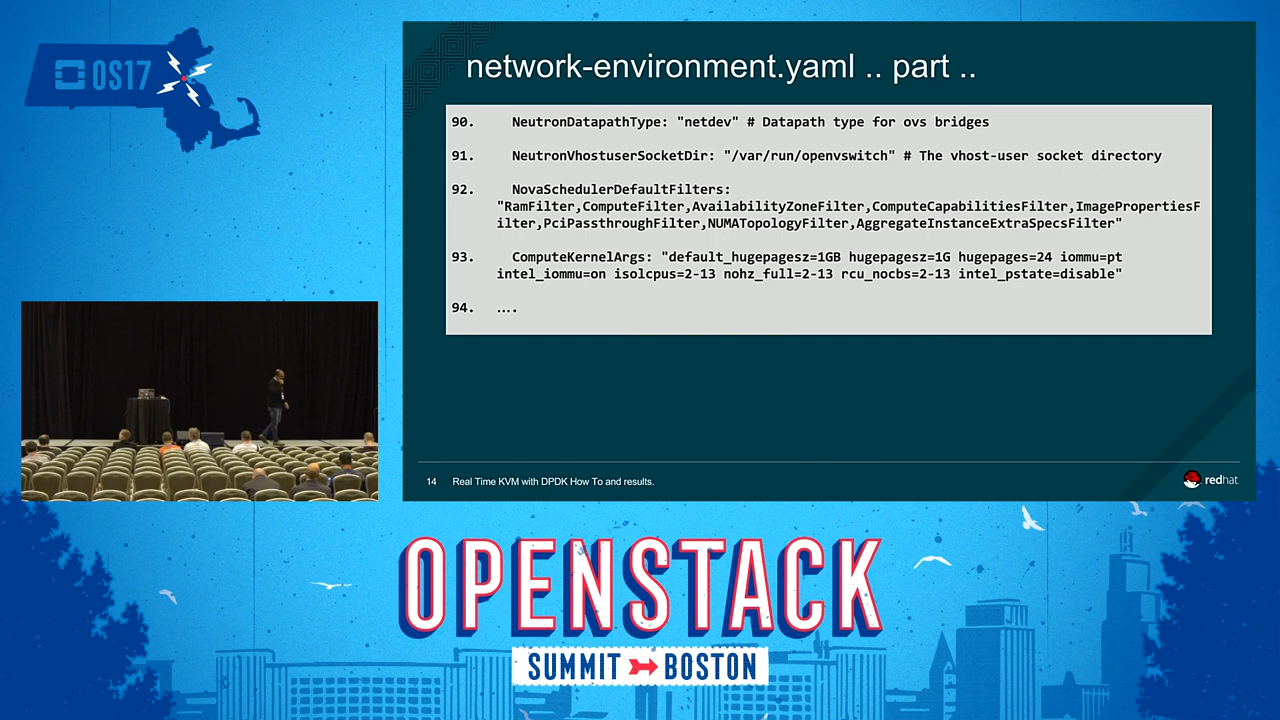 OS17
network-environment.yaml .. part ..
90. NeutronDatapathType: "netdev" # Datapath type for ovs bridges
91. NeutronVhostuserSocketDir: "/var/run/openvswitch" # The vhost-user socket directory
92. NovaSchedulerDefaultFilters:
"RamFilter,ComputeFilter,AvailabilityZoneFilter,ComputeCapabilitiesFilter,ImagePropertiesF
ilter,PciPassthroughFilter,NUMATopologyFilter,AggregateInstanceExtraSpecsFilter"
93. ComputeKernelArgs: "default_hugepagesz=1GB hugepagesz=1G hugepages=24 iommu=pt
intel_iommu=on isolcpus=2-13 nohz_full=2-13 rcu_nocbs=2-13 intel_pstate=disable"
94. ....
14 Real Time KVM with DPDK How To and results.
redhat.
OPENSTACK
SUMMIT BOSTON